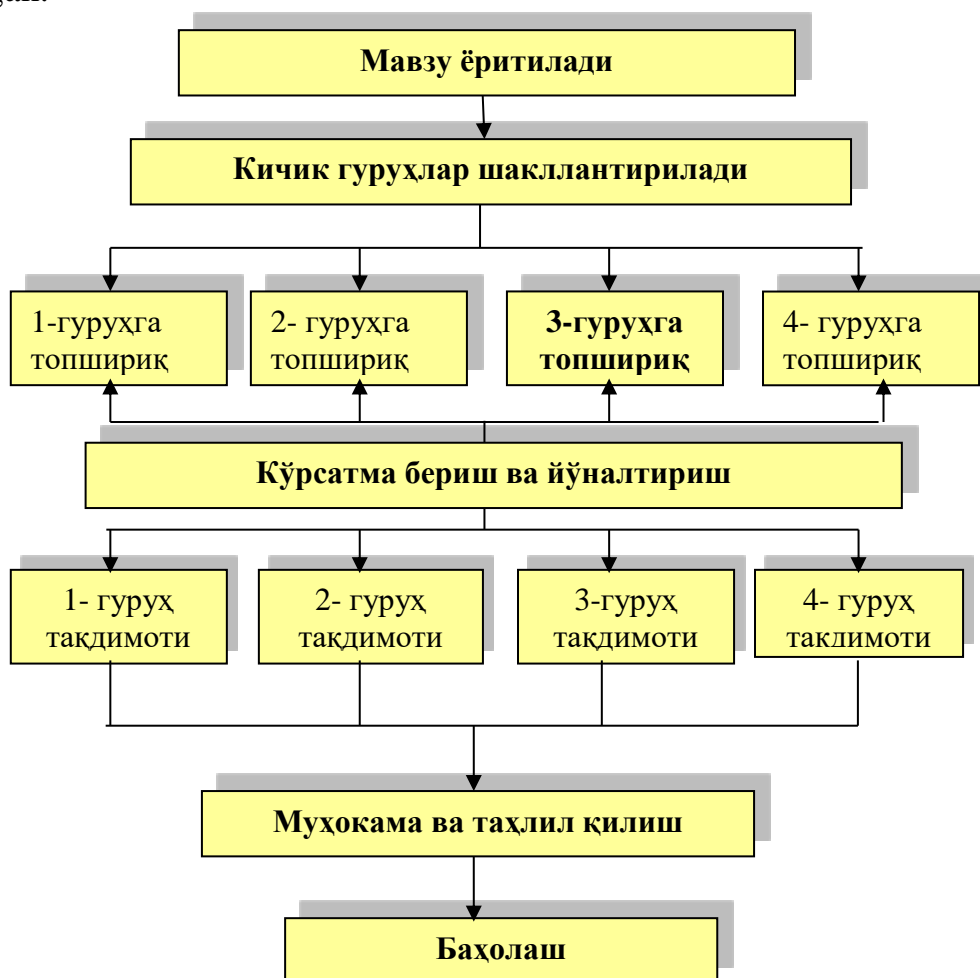 Мавзу ёритилади
Кичик гуруҳлар шакллантирилади
1-гуруҳга
топшириқ
2- гуруҳга
топшириқ
3-гуруҳга
топшириқ
4- гуруҳга
топшириқ
Кўрсатма бериш ва йўналтириш
1- гуруҳ
тақдимоти
2- гуруҳ
тақдимоти
3-гуруҳ
тақдимоти
4- гуруҳ
тақдимоти
Муҳокама ва таҳлил қилиш
Баҳолаш